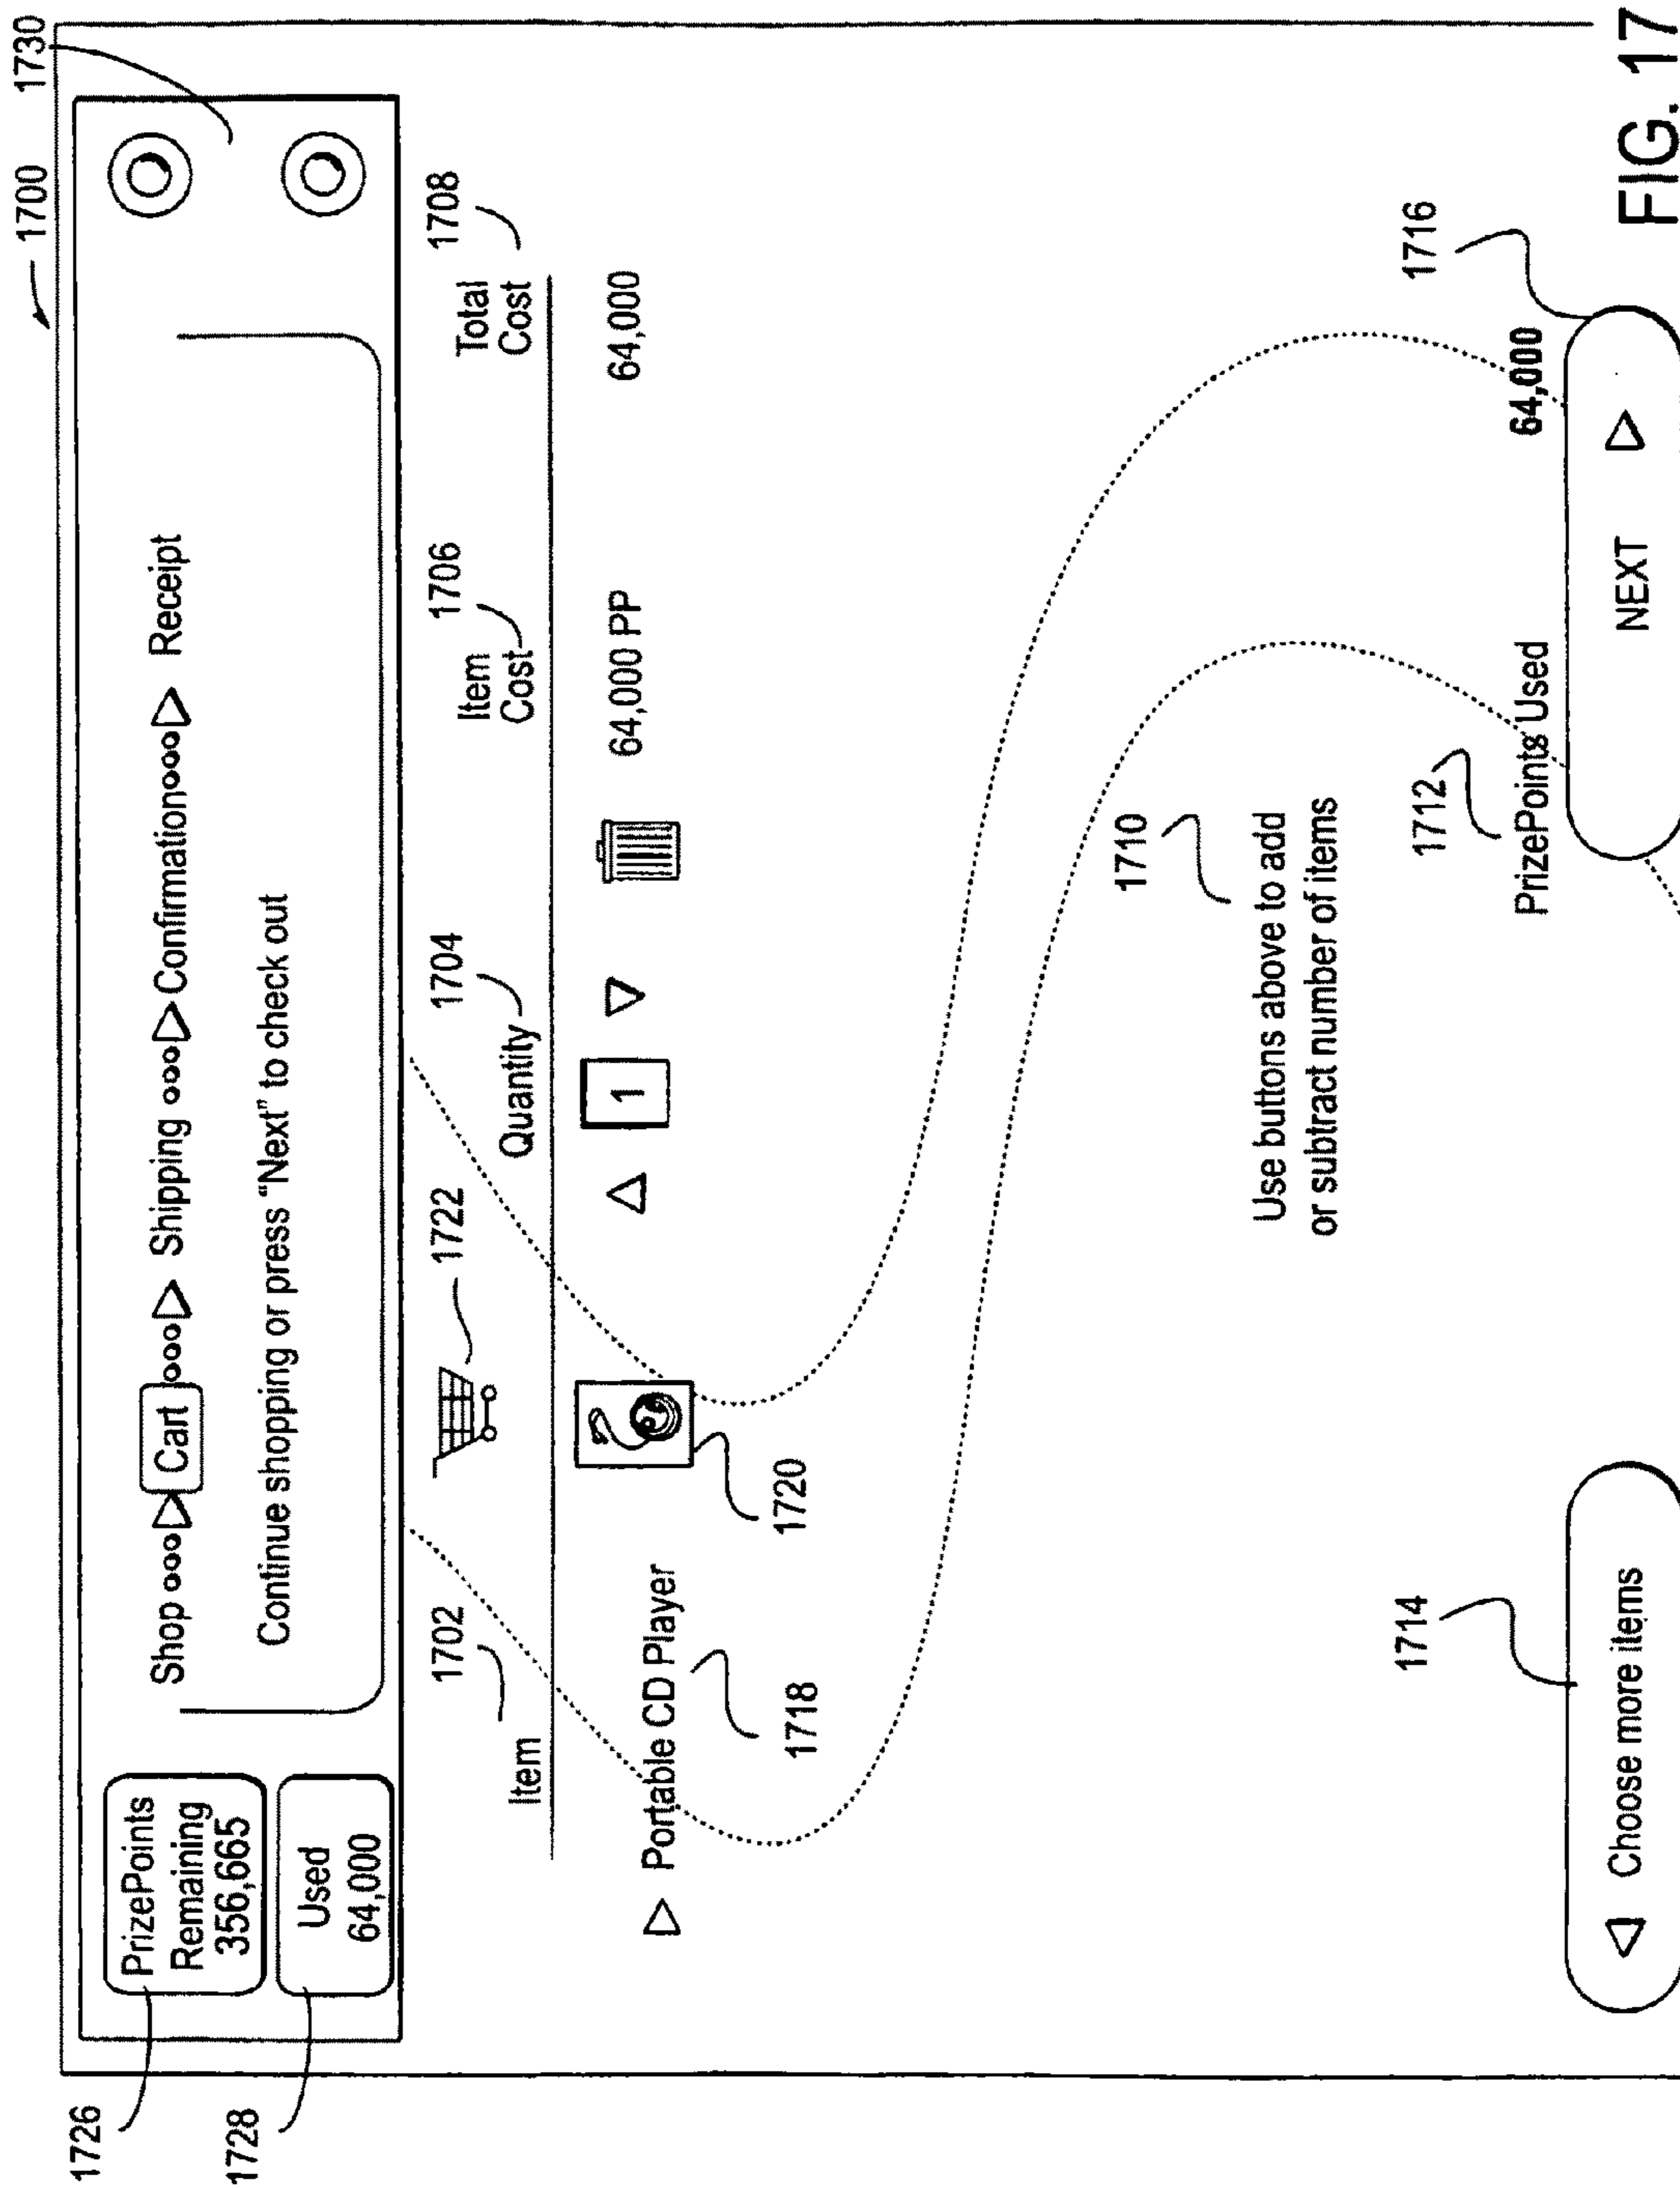 1700
1730
1726
PrizePoints
Remaining
356,665
1728
Used
64,000
Shop Cart Shipping Confirmation Receipt
Continue shopping or press “Next” to check out
1702
1722
1704
1706
1708
Item
Quantity
Item
Cost
Total
Cost
Portable CD Player
1
64,000 PP
64,000
1718
1720
1710
Use buttons above to add
or subtract number of items
1712
1716
PrizePoints Used
64,000
1714
Choose more items
NEXT
FIG. 17